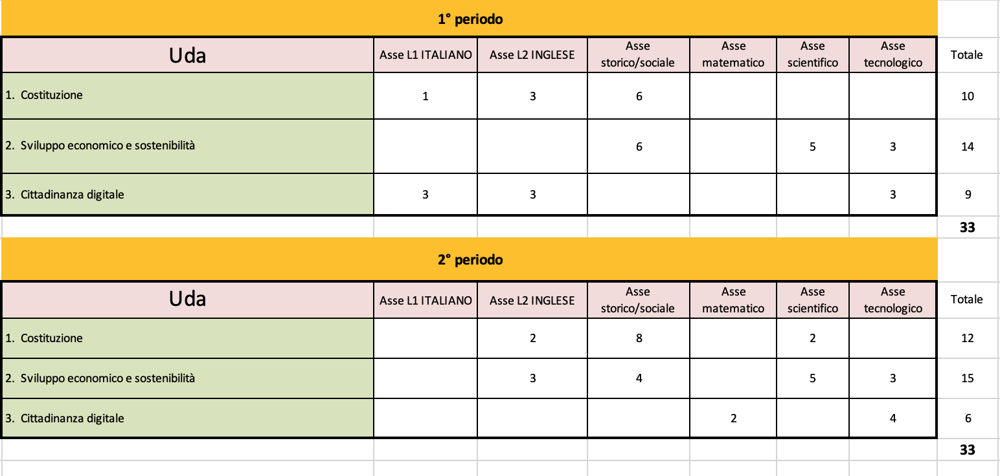 1° periodo
Uda Asse L1 ITALIANO Asse L2 INGLESE Asse storico/sociale Asse matematico Asse scientifico Asse tecnologico Totale
1. Costituzione 1 3 6 10
2. Sviluppo economico e sostenibilità 6 5 3 14
3. Cittadinanza digitale 3 3 3 9
33
2° periodo
Uda Asse L1 ITALIANO Asse L2 INGLESE Asse storico/sociale Asse matematico Asse scientifico Asse tecnologico Totale
1. Costituzione 2 8 2 12
2. Sviluppo economico e sostenibilità 3 4 5 3 15
3. Cittadinanza digitale 2 4 6
33